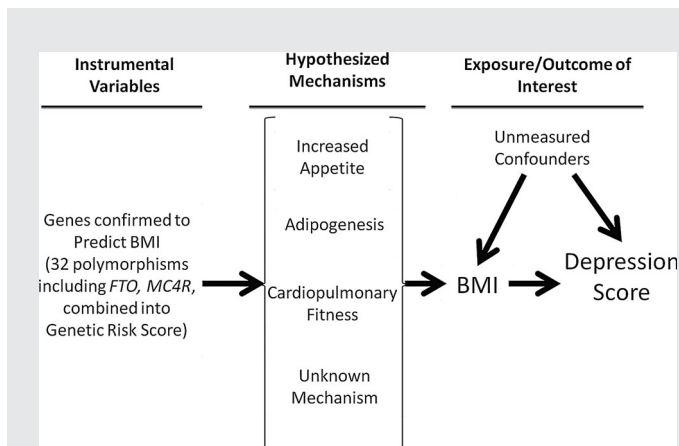 Instrumental
Variables
Hypothesized
Mechanisms
Exposure/Outcome of
Interest
Genes confirmed to
Predict BMI
(32 polymorphisms
including FTO, MC4R,
combined into
Genetic Risk Score)
Increased
Appetite
Adipogenesis
Cardiopulmonary
Fitness
Unknown
Mechanism
Unmeasured
Confounders
BMI
Depression
Score